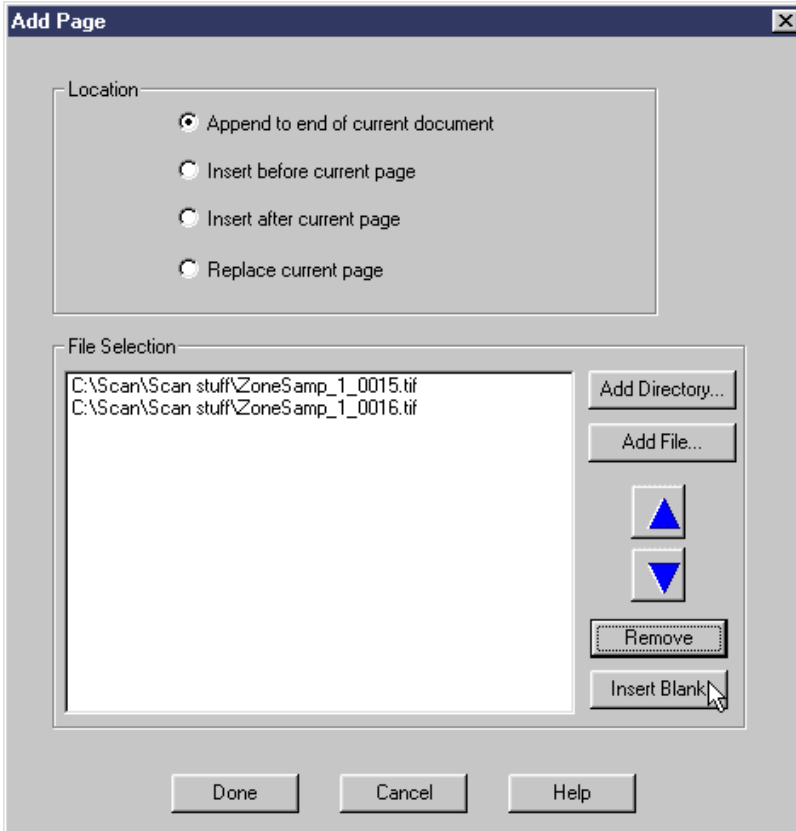 Add Page
Location
Append to end of current document
Insert before current page
Insert after current page
Replace current page
File Selection
C:\Scan\Scan stuff\ZoneSamp_1_0015.tif
C:\Scan\Scan stuff\ZoneSamp_1_0016.tif
Add Directory...
Add File...
Remove
Insert Blank
Done
Cancel
Help